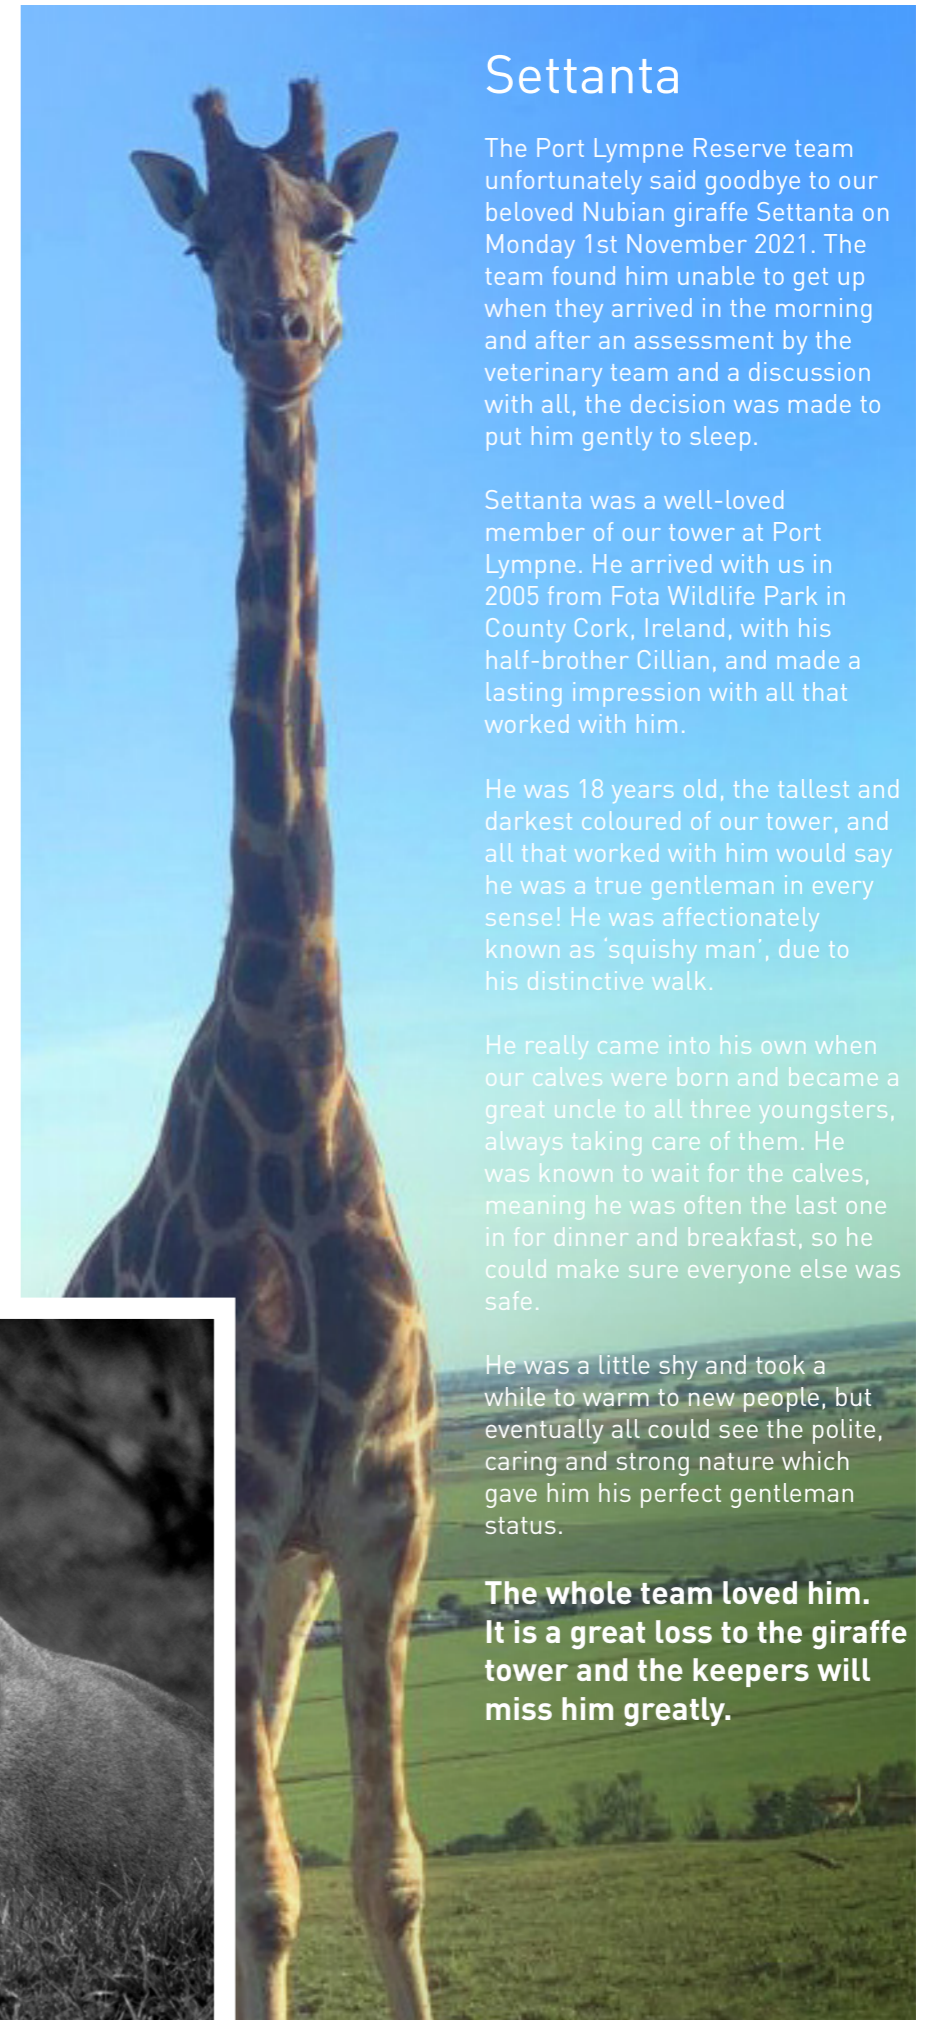 Settanta
The Port Lympne Reserve team
unfortunately said goodbye to our
beloved Nubian giraffe Settanta on
Monday 1st November 2021. The
team found him unable to get up
when they arrived in the morning
and after an assessment by the
veterinary team and a discussion
with all, the decision was made to
put him gently to sleep.
Settanta was a well-loved
member of our tower at Port
Lympne. He arrived with us in
2005 from Fota Wildlife Park in
County Cork, Ireland, with his
half-brother Cillian, and made a
lasting impression with all that
worked with him.
He was 18 years old, the tallest and
darkest coloured of our tower, and
all that worked with him would say
he was a true gentleman in every
sense! He was affectionately
known as ‘squishy man’, due to
his distinctive walk.
He really came into his own when
our calves were born and became a
great uncle to all three youngsters,
always taking care of them. He
was known to wait for the calves,
meaning he was often the last one
in for dinner and breakfast, so he
could make sure everyone else was
safe.
He was a little shy and took a
while to warm to new people, but
eventually all could see the polite,
caring and strong nature which
gave him his perfect gentleman
status.
The whole team loved him.
It is a great loss to the giraffe
tower and the keepers will
miss him greatly.